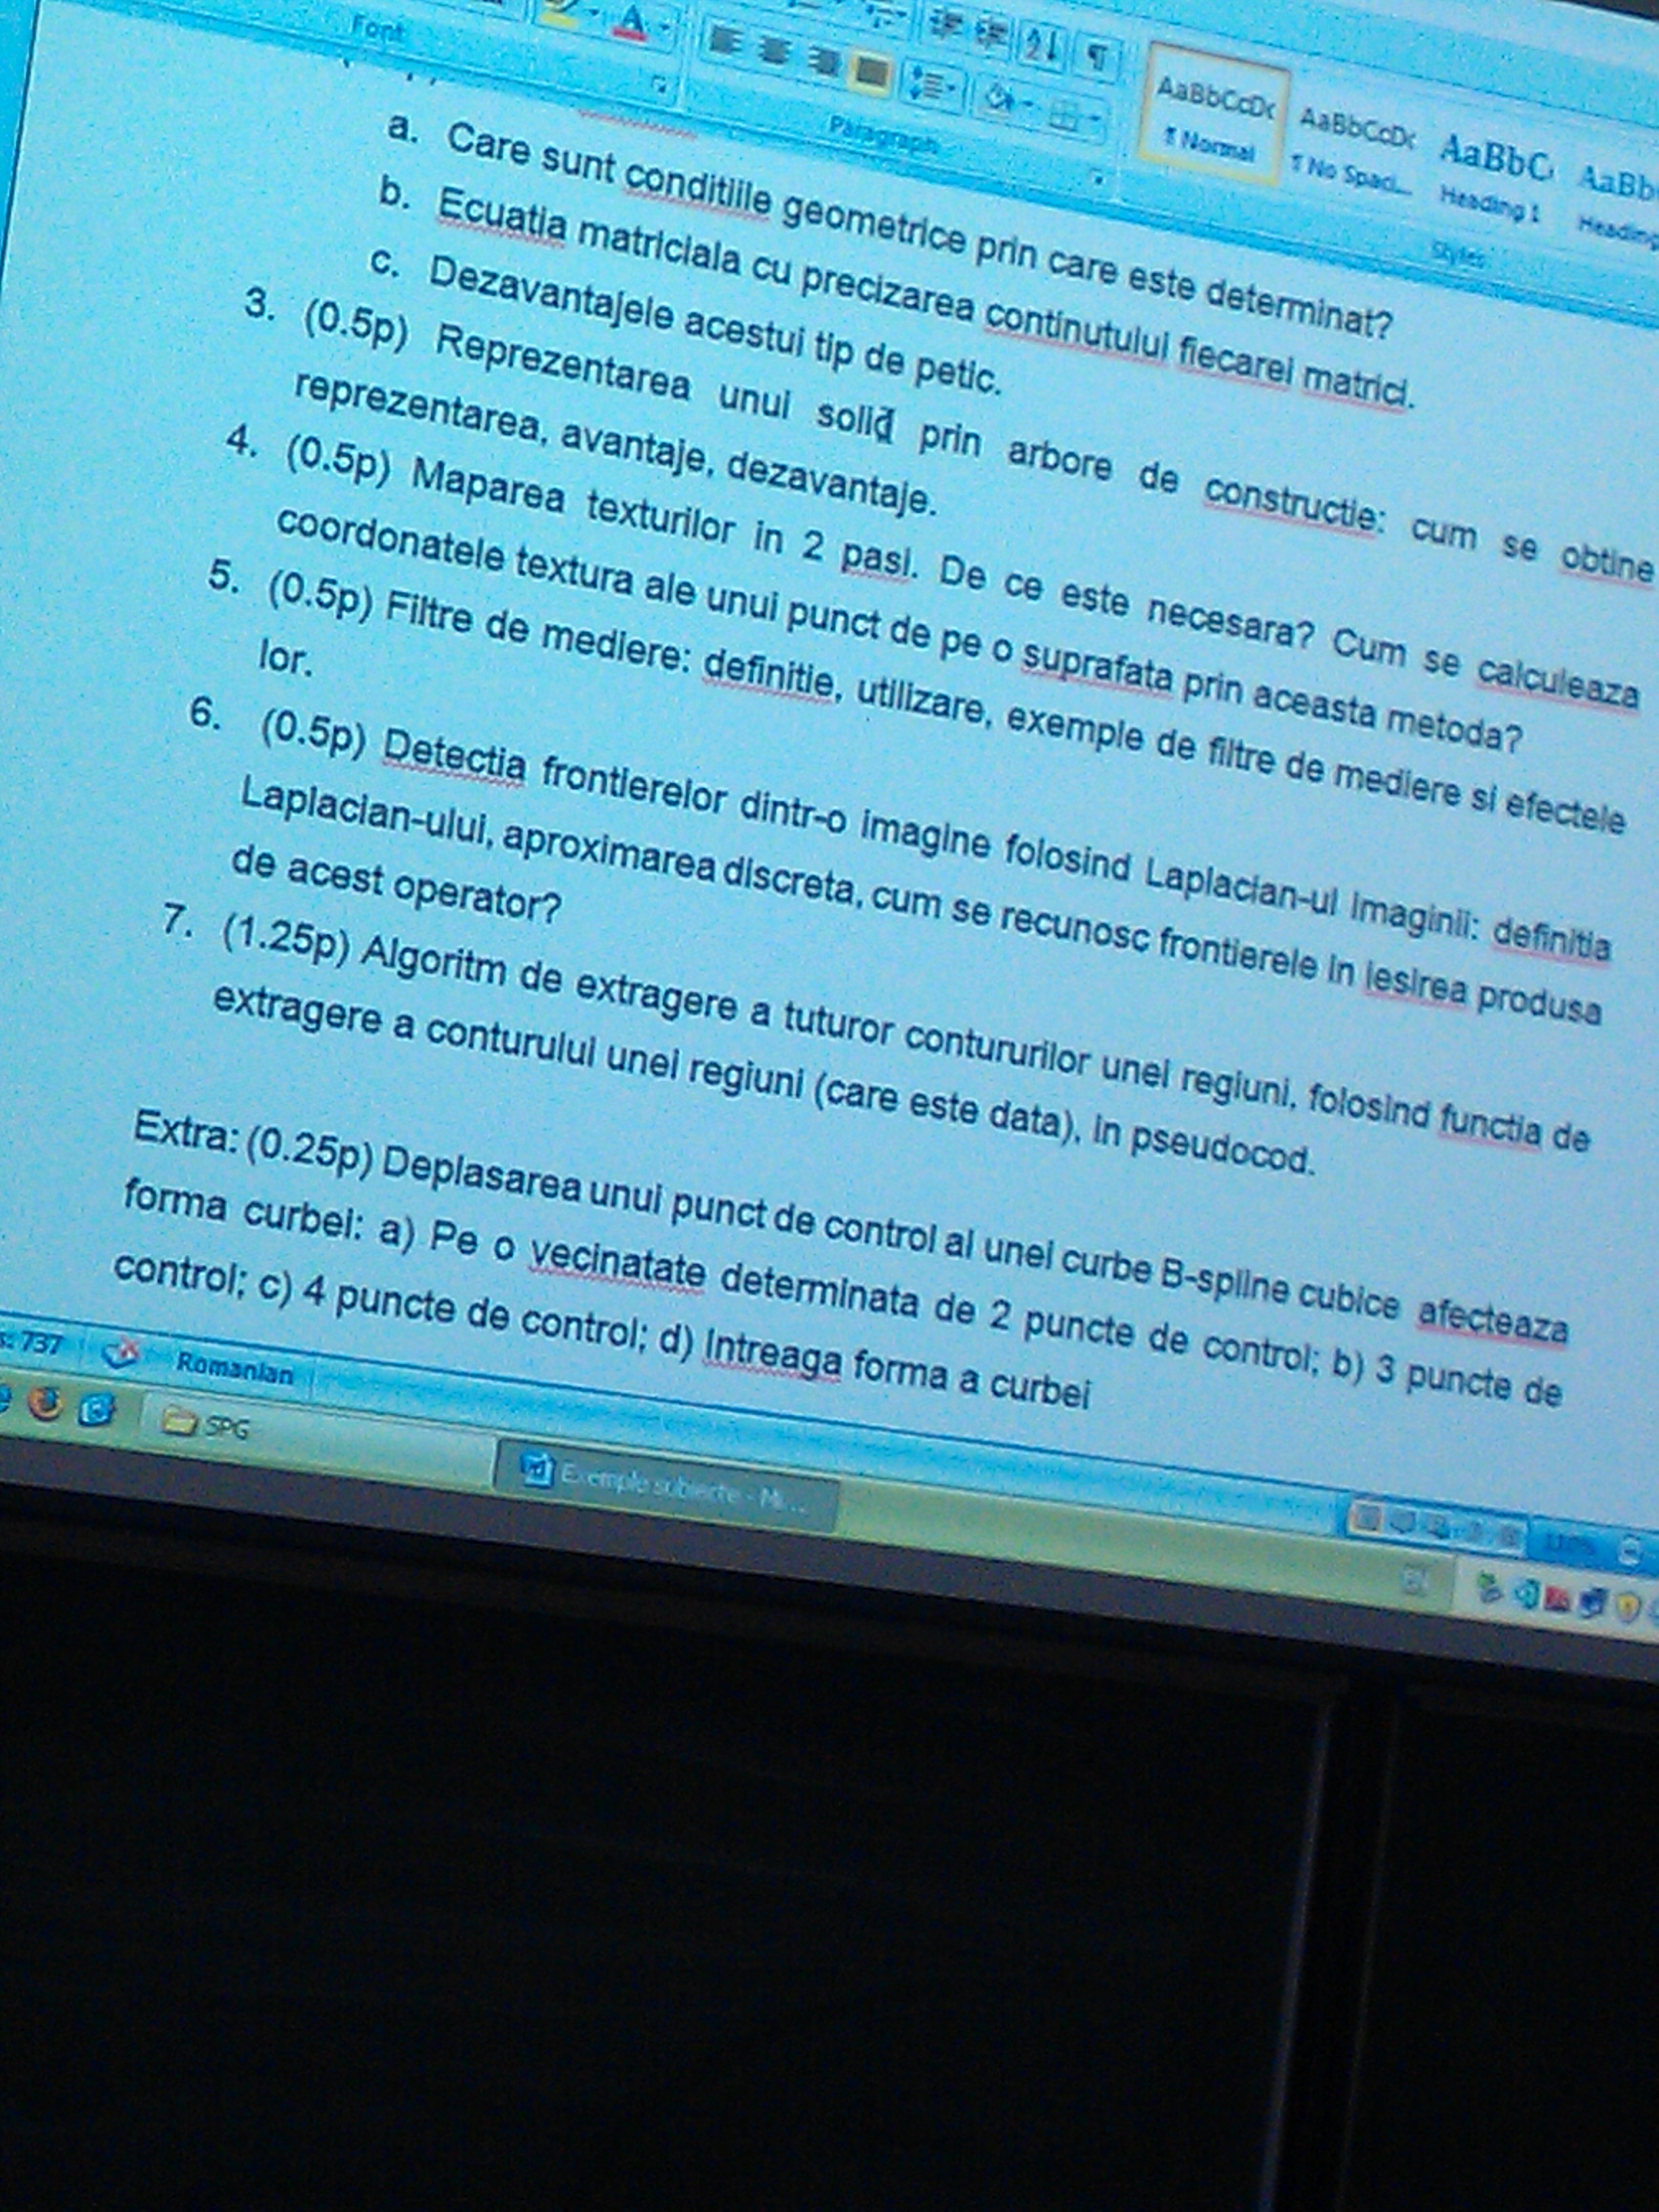 Font
Paragraph
AaBbCcDc
AaBbCcDc
AaBbC
AaBb
¶ Normal
¶ No Spaci...
Heading 1
Heading
Styles
a. Care sunt conditiile geometrice prin care este determinat?
b. Ecuatia matriciala cu precizarea continutului fiecarei matrici.
c. Dezavantajele acestui tip de petic.
3. (0.5p) Reprezentarea unui solid prin arbore de constructie: cum se obtine
reprezentarea, avantaje, dezavantaje.
4. (0.5p) Maparea texturilor in 2 pasi. De ce este necesara? Cum se calculeaza
coordonatele textura ale unui punct de pe o suprafata prin aceasta metoda?
5. (0.5p) Filtre de mediere: definitie, utilizare, exemple de filtre de mediere si efectele
lor.
6. (0.5p) Detectia frontierelor dintr-o imagine folosind Laplacian-ul imaginii: definitia
Laplacian-ului, aproximarea discreta, cum se recunosc frontierele in iesirea produsa
de acest operator?
7. (1.25p) Algoritm de extragere a tuturor contururilor unei regiuni, folosind functia de
extragere a conturului unei regiuni (care este data), in pseudocod.
Extra: (0.25p) Deplasarea unui punct de control al unei curbe B-spline cubice afecteaza
forma curbei: a) Pe o vecinatate determinata de 2 puncte de control; b) 3 puncte de
control; c) 4 puncte de control; d) Intreaga forma a curbei
s: 737
Romanian
SPG
Exemple subiecte - Mi...